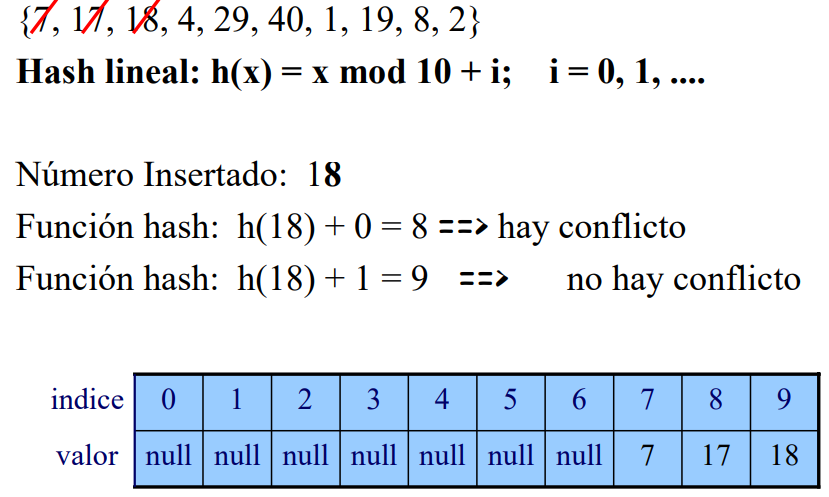 {7, 17, 18, 4, 29, 40, 1, 19, 8, 2}
Hash lineal: h(x) = x mod 10 + i; i = 0, 1, ....
Número Insertado: 18
Función hash: h(18) + 0 = 8 ==> hay conflicto
Función hash: h(18) + 1 = 9 ==> no hay conflicto
indice 0 1 2 3 4 5 6 7 8 9
valor null null null null null null null 7 17 18